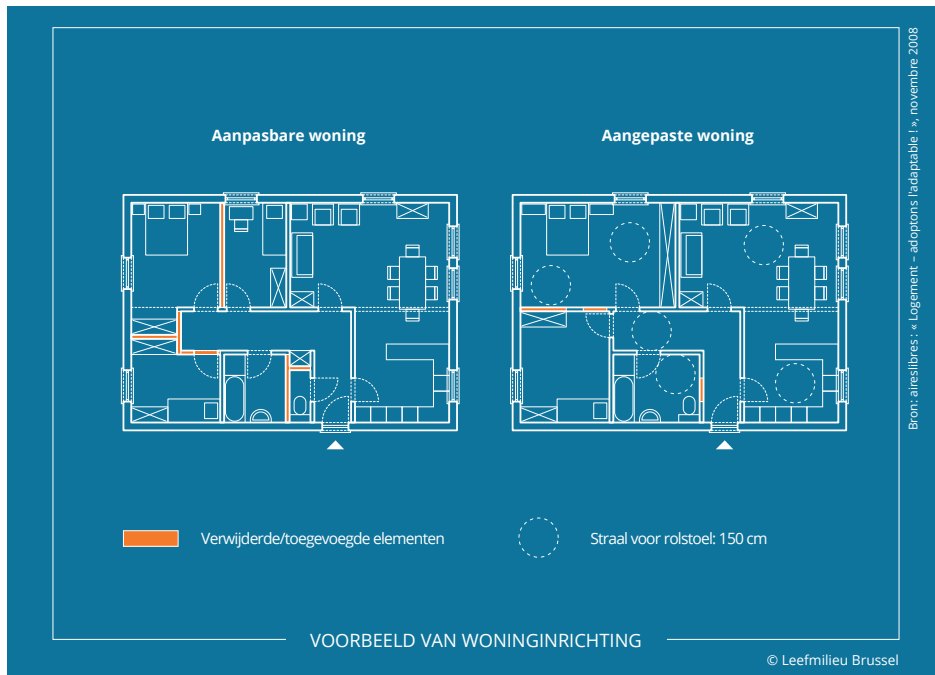 Aanpasbare woning
Aangepaste woning
Bron: aireslibres : « Logement – adoptons l'adaptable ! », novembre 2008
Verwijderde/toegevoegde elementen
Straal voor rolstoel: 150 cm
VOORBEELD VAN WONINGINRICHTING
© Leefmilieu Brussel